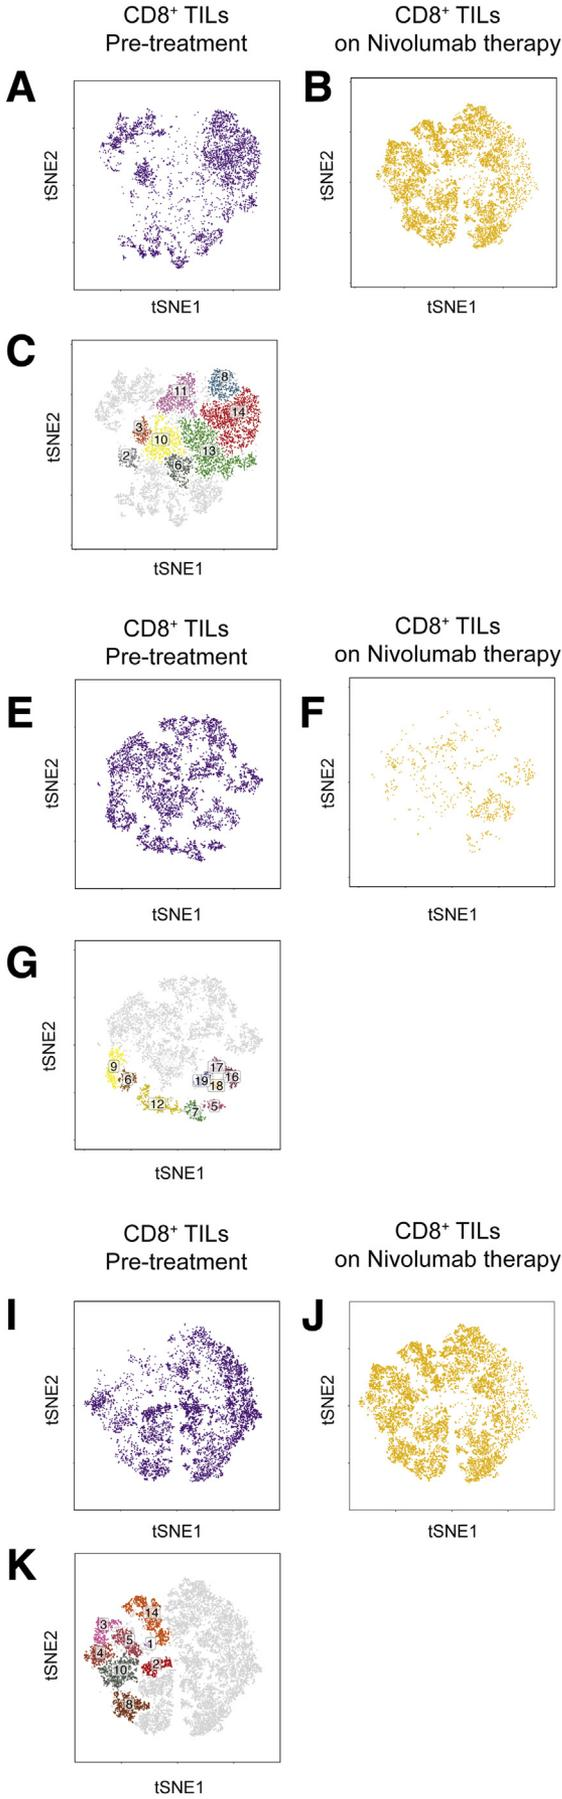 CD8⁺ TILs
Pre-treatment
CD8⁺ TILs
on Nivolumab therapy
A
tSNE2
tSNE1
B
tSNE2
tSNE1
C
tSNE2
8
11
14
3
10
13
2
6
tSNE1
CD8⁺ TILs
Pre-treatment
CD8⁺ TILs
on Nivolumab therapy
E
tSNE2
tSNE1
F
tSNE2
tSNE1
G
tSNE2
9
17
16
6
19
18
12
5
7
tSNE1
CD8⁺ TILs
Pre-treatment
CD8⁺ TILs
on Nivolumab therapy
I
tSNE2
tSNE1
J
tSNE2
tSNE1
K
tSNE2
14
3
5
1
4
2
10
8
tSNE1